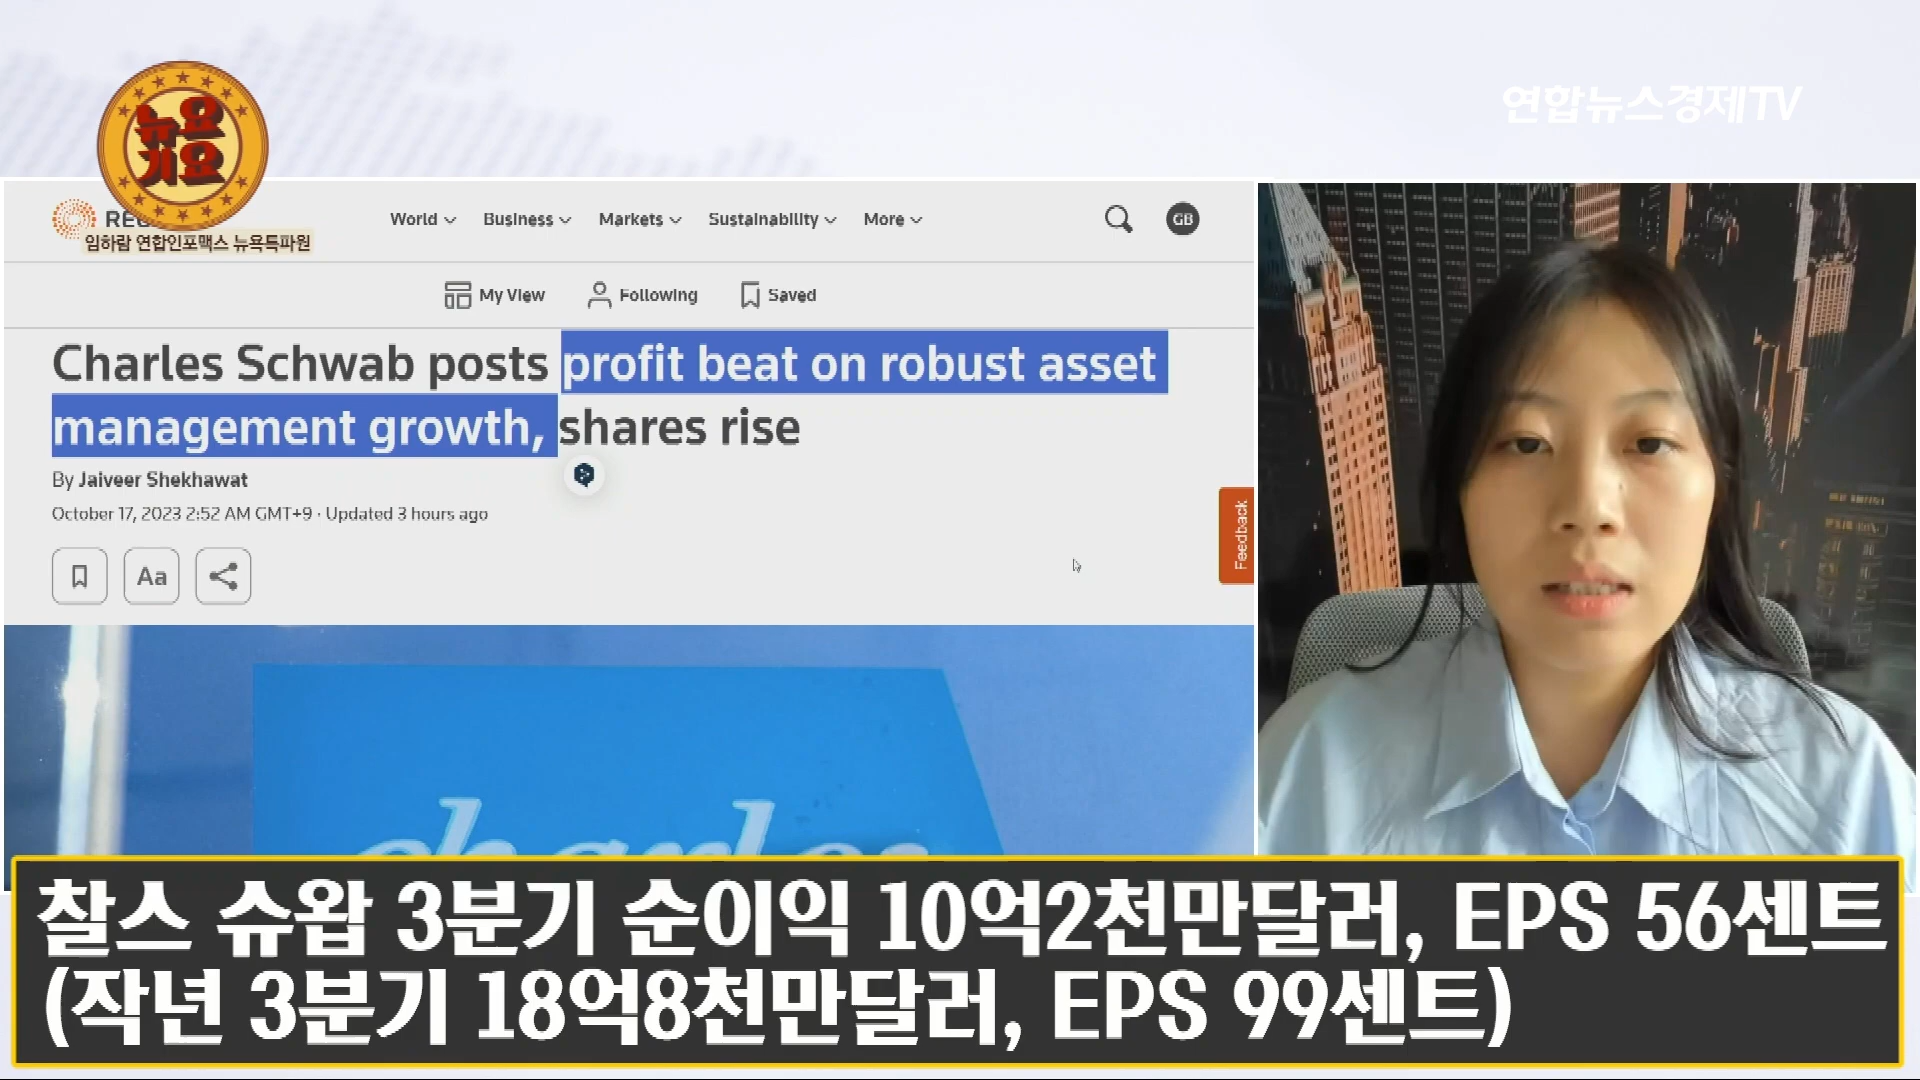 뉴요
기요
연합뉴스경제TV
임하람 연합인포맥스 뉴욕특파원
World
Business
Markets
Sustainability
More
GB
My View
Following
Saved
Charles Schwab posts profit beat on robust asset
management growth, shares rise
By Jaiveer Shekhawat
October 17, 2023 2:52 AM GMT+9 · Updated 3 hours ago
Aa
Feedback
charles
찰스 슈왑 3분기 순이익 10억2천만달러, EPS 56센트
(작년 3분기 18억8천만달러, EPS 99센트)